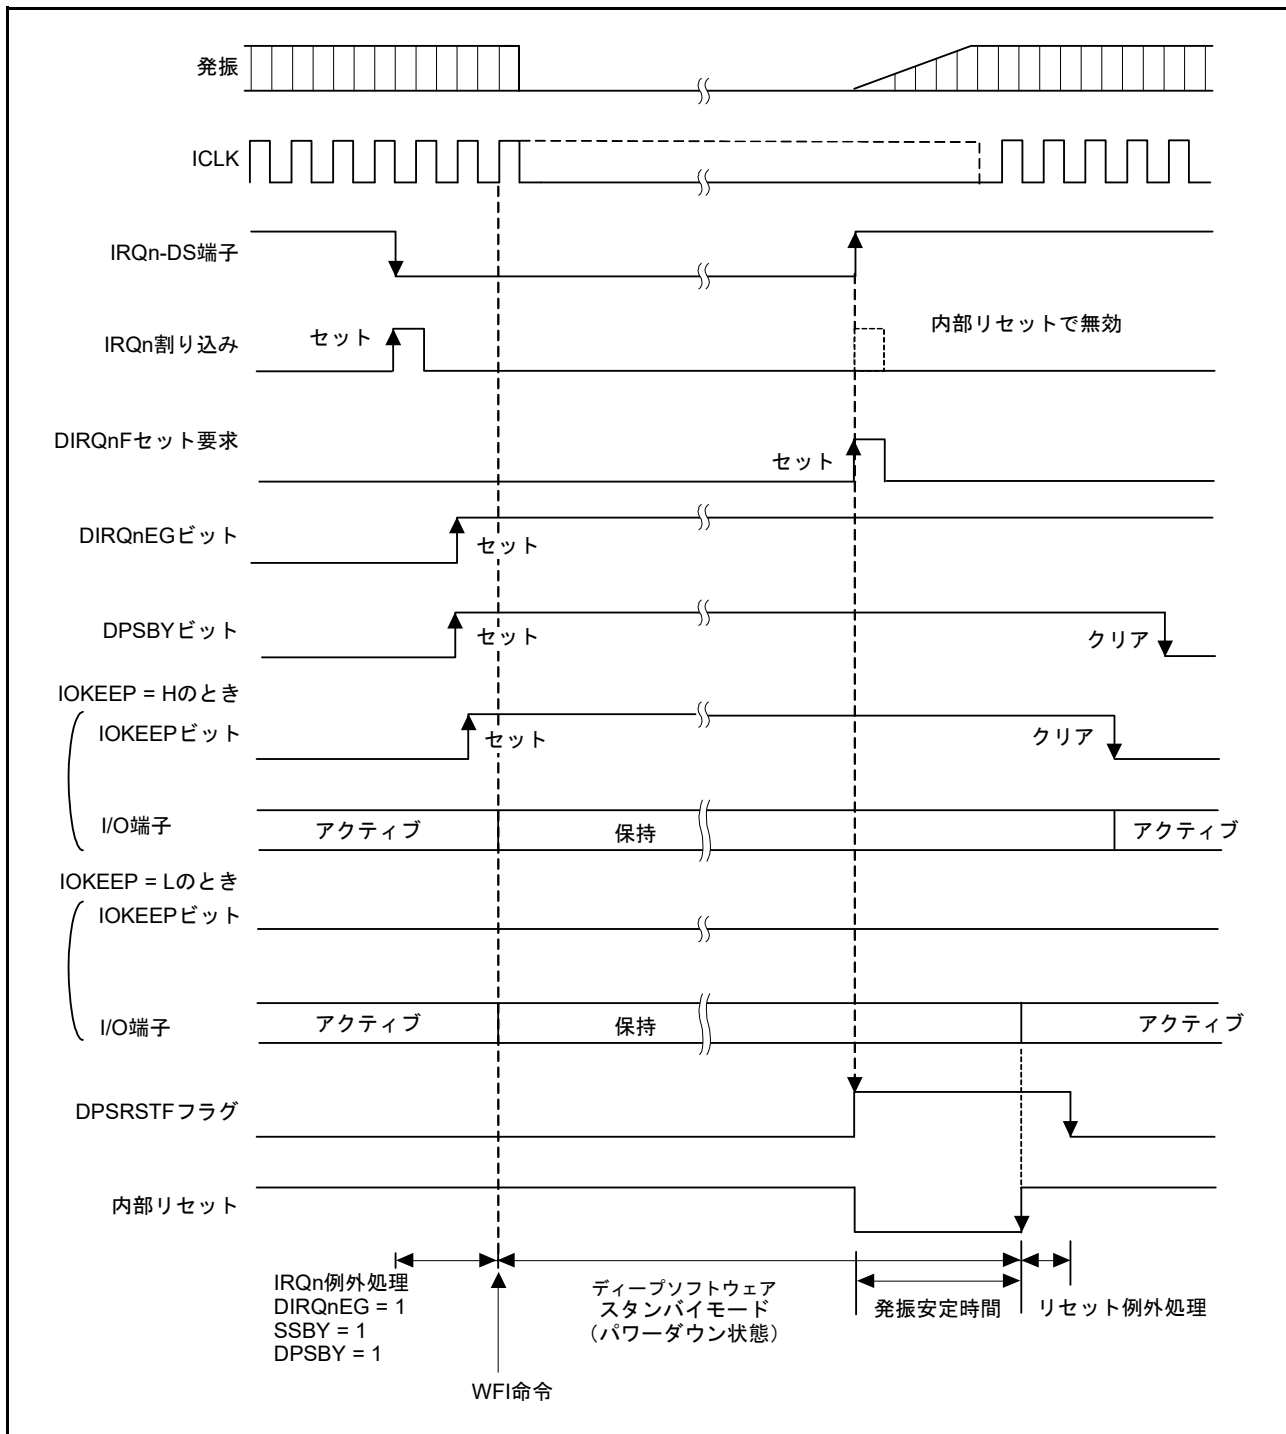 発振
ICLK
IRQn-DS端子
IRQn割り込み
セット
内部リセットで無効
DIRQnFセット要求
セット
DIRQnEGビット
セット
DPSBYビット
セット
クリア
IOKEEP = Hのとき
IOKEEPビット
セット
クリア
I/O端子
アクティブ
保持
アクティブ
IOKEEP = Lのとき
IOKEEPビット
I/O端子
アクティブ
保持
アクティブ
DPSRSTFフラグ
内部リセット
IRQn例外処理
DIRQnEG = 1
SSBY = 1
DPSBY = 1
ディープソフトウェア
スタンバイモード
（パワーダウン状態）
発振安定時間
リセット例外処理
WFI命令